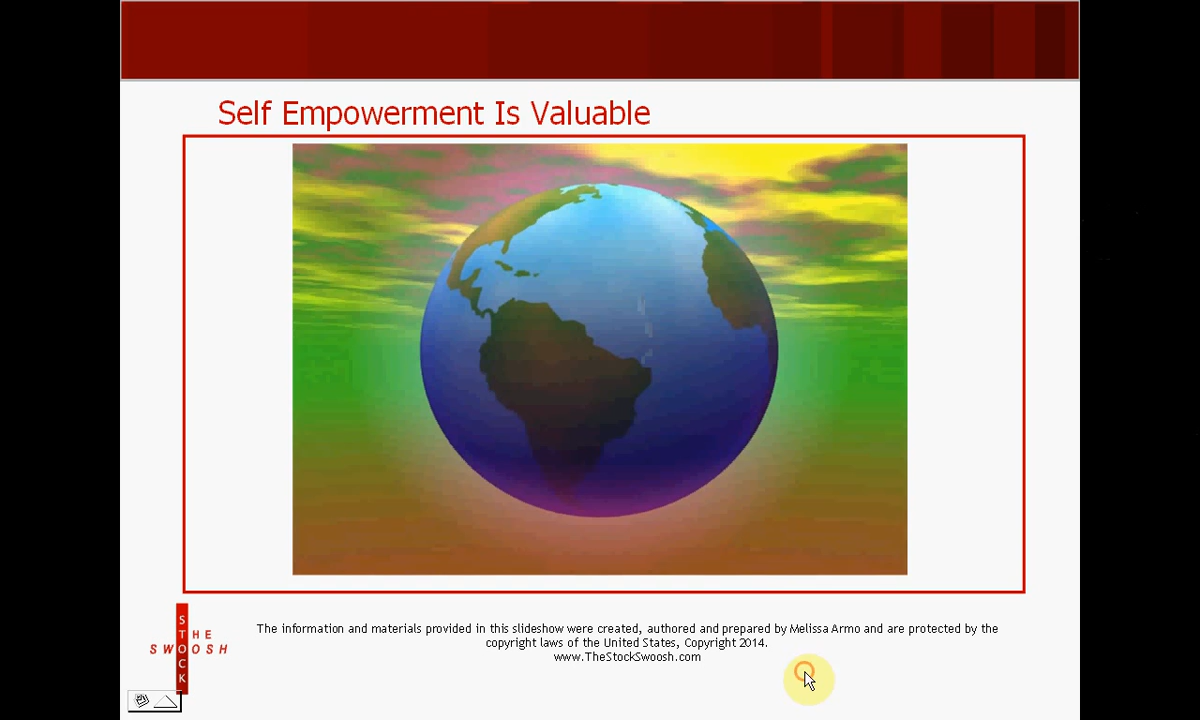 Self Empowerment Is Valuable
The information and materials provided in this slideshow were created, authored and prepared by Melissa Armo and are protected by the
copyright laws of the United States, Copyright 2014.
www.TheStockSwoosh.com
THE
STOCK
SWOOSH